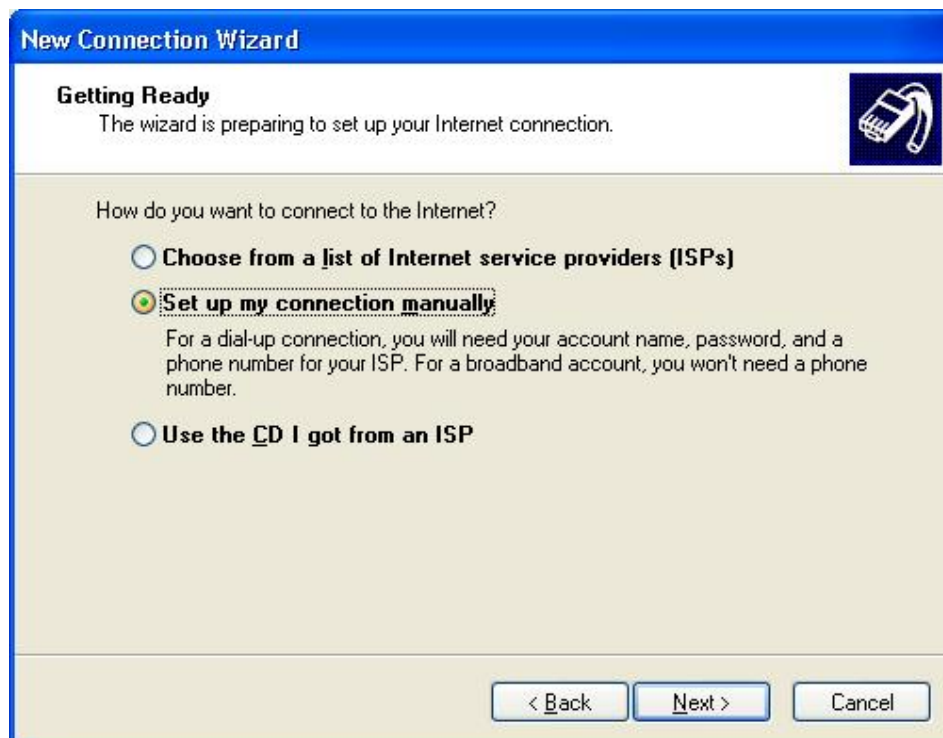 New Connection Wizard
Getting Ready
The wizard is preparing to set up your Internet connection.
How do you want to connect to the Internet?
Choose from a list of Internet service providers (ISPs)
Set up my connection manually
For a dial-up connection, you will need your account name, password, and a
phone number for your ISP. For a broadband account, you won't need a phone
number.
Use the CD I got from an ISP
< Back Next > Cancel